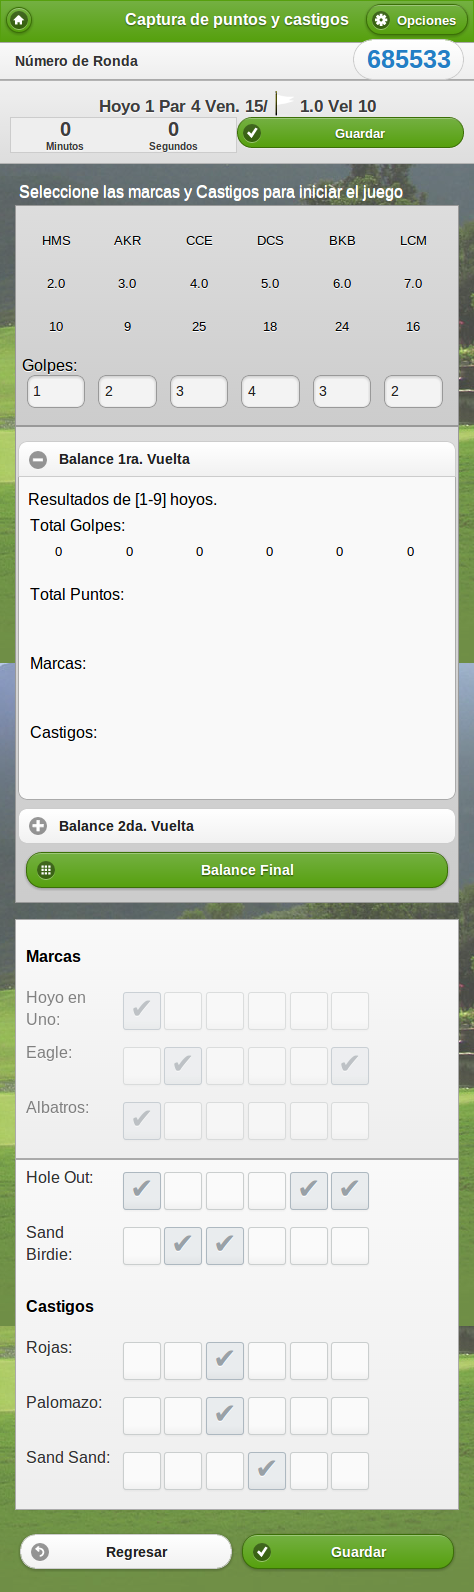 Captura de puntos y castigos
Opciones
Número de Ronda
685533
Hoyo 1 Par 4 Ven. 15/ 1.0 Vel 10
0 0
Minutos Segundos
Guardar
Seleccione las marcas y Castigos para iniciar el juego
HMS AKR CCE DCS BKB LCM
2.0 3.0 4.0 5.0 6.0 7.0
10 9 25 18 24 16
Golpes:
1 2 3 4 3 2
Balance 1ra. Vuelta
Resultados de [1-9] hoyos.
Total Golpes:
0 0 0 0 0 0
Total Puntos:
Marcas:
Castigos:
Balance 2da. Vuelta
Balance Final
Marcas
Hoyo en
Uno:
Eagle:
Albatros:
Hole Out:
Sand
Birdie:
Castigos
Rojas:
Palomazo:
Sand Sand:
Regresar
Guardar